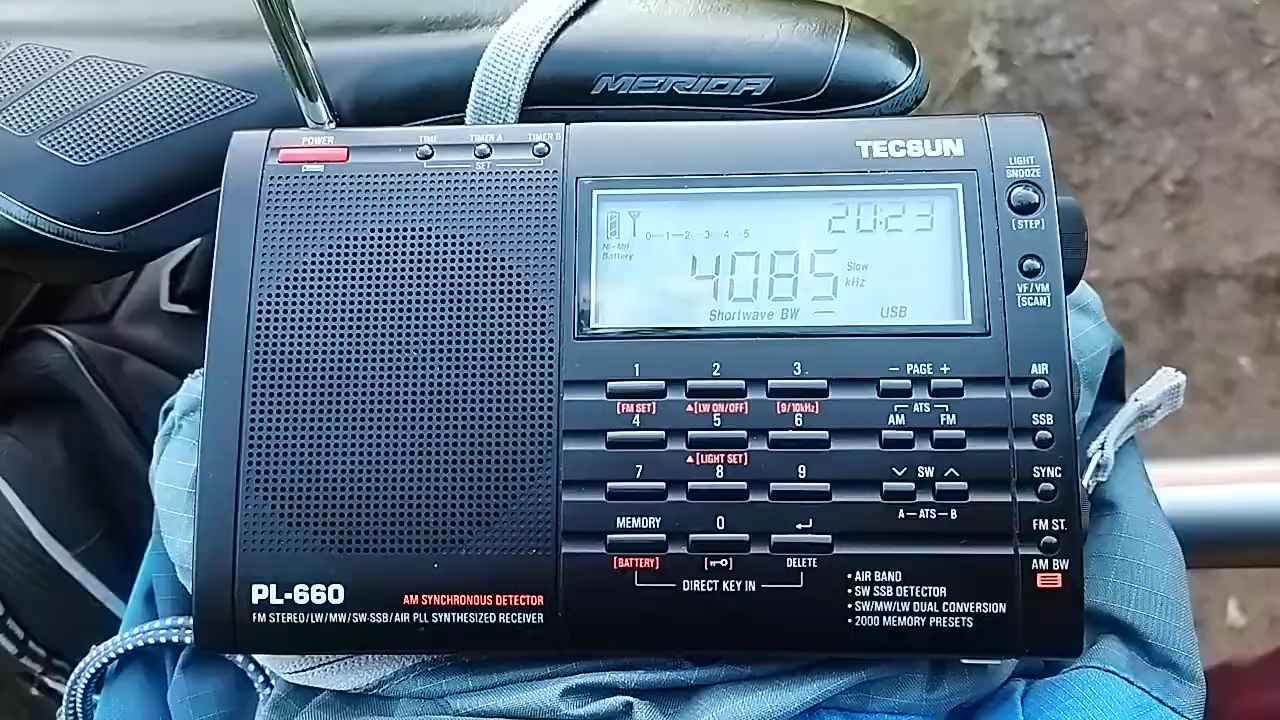 MERIDA
POWER
TIME
TIMER A
TIMER B
SET
TECSUN
LIGHT
SNOOZE
[STEP]
20:23
0-1-2-3-4-5
Ni-MH
Battery
4085
Slow
kHz
Shortwave BW
USB
VF/VM
[SCAN]
1 2 3 - PAGE +
[FM SET] ▲[LW ON/OFF] [9/10kHz] ATS
AIR
4 5 6 AM FM
SSB
▲[LIGHT SET]
7 8 9 SW
SYNC
A-ATS-B
MEMORY 0 ↵
FM ST.
[BATTERY] DELETE
DIRECT KEY IN
AM BW
PL-660
AM SYNCHRONOUS DETECTOR
FM STEREO/LW/MW/SW-SSB/AIR PLL SYNTHESIZED RECEIVER
• AIR BAND
• SW SSB DETECTOR
• SW/MW/LW DUAL CONVERSION
• 2000 MEMORY PRESETS